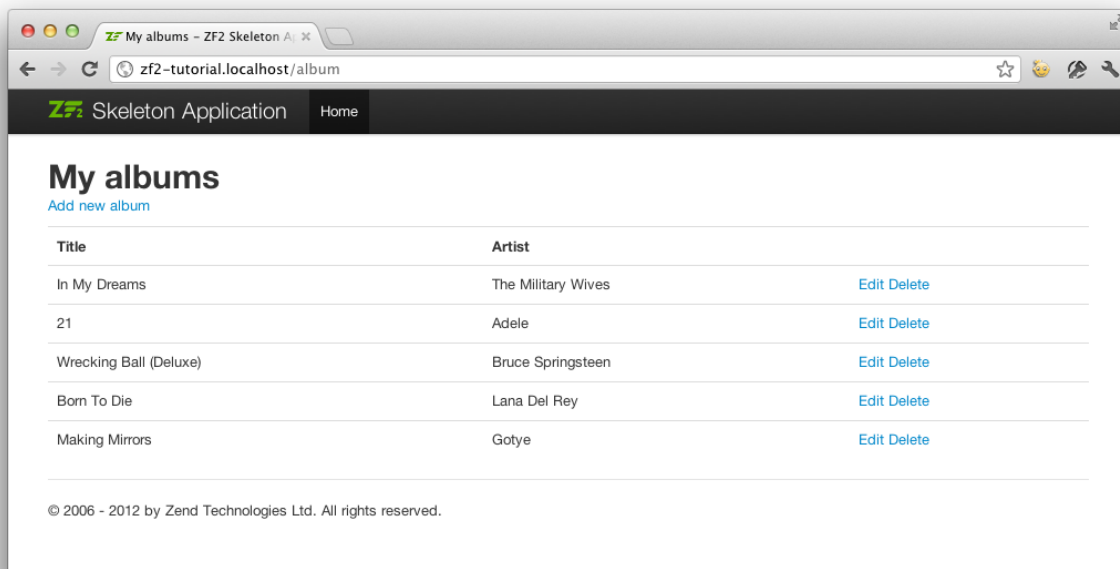 ZF My albums – ZF2 Skeleton Ap
zf2-tutorial.localhost/album
ZF2 Skeleton Application Home
My albums
Add new album
Title Artist
In My Dreams The Military Wives Edit Delete
21 Adele Edit Delete
Wrecking Ball (Deluxe) Bruce Springsteen Edit Delete
Born To Die Lana Del Rey Edit Delete
Making Mirrors Gotye Edit Delete
© 2006 - 2012 by Zend Technologies Ltd. All rights reserved.